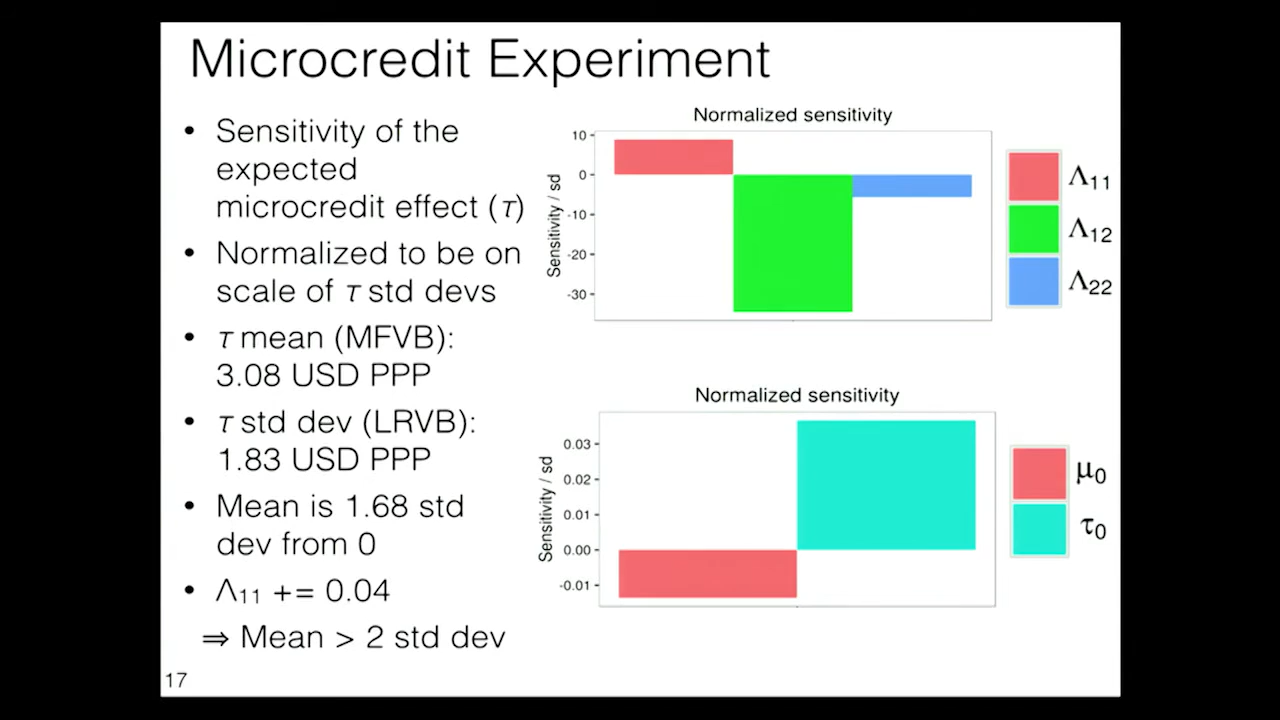 Microcredit Experiment
• Sensitivity of the
expected
microcredit effect (τ)
• Normalized to be on
scale of τ std devs
• τ mean (MFVB):
3.08 USD PPP
• τ std dev (LRVB):
1.83 USD PPP
• Mean is 1.68 std
dev from 0
• Λ₁₁ += 0.04
⇒ Mean > 2 std dev
17
Normalized sensitivity
Sensitivity / sd
10
0
-10
-20
-30
Λ₁₁
Λ₁₂
Λ₂₂
Normalized sensitivity
Sensitivity / sd
0.03
0.02
0.01
0.00
-0.01
μ₀
τ₀